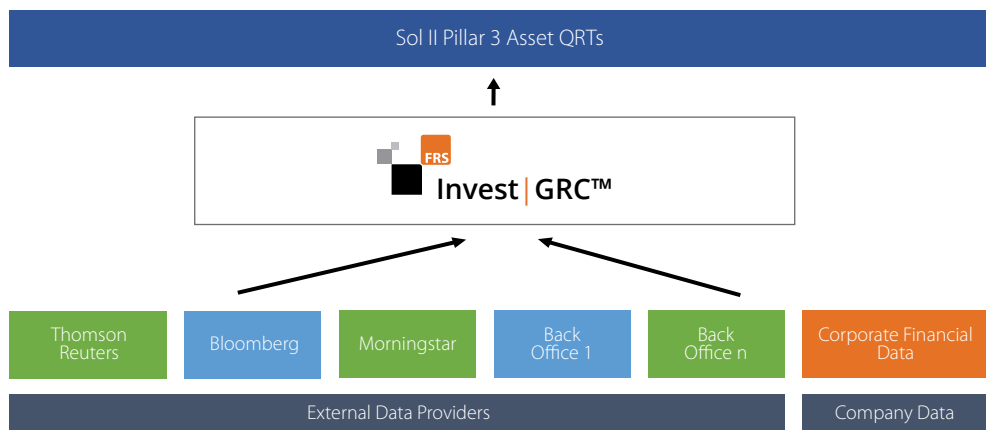 Sol II Pillar 3 Asset QRTs
FRS
Invest|GRC™
Thomson
Reuters
Bloomberg
Morningstar
Back
Office 1
Back
Office n
Corporate Financial
Data
External Data Providers
Company Data